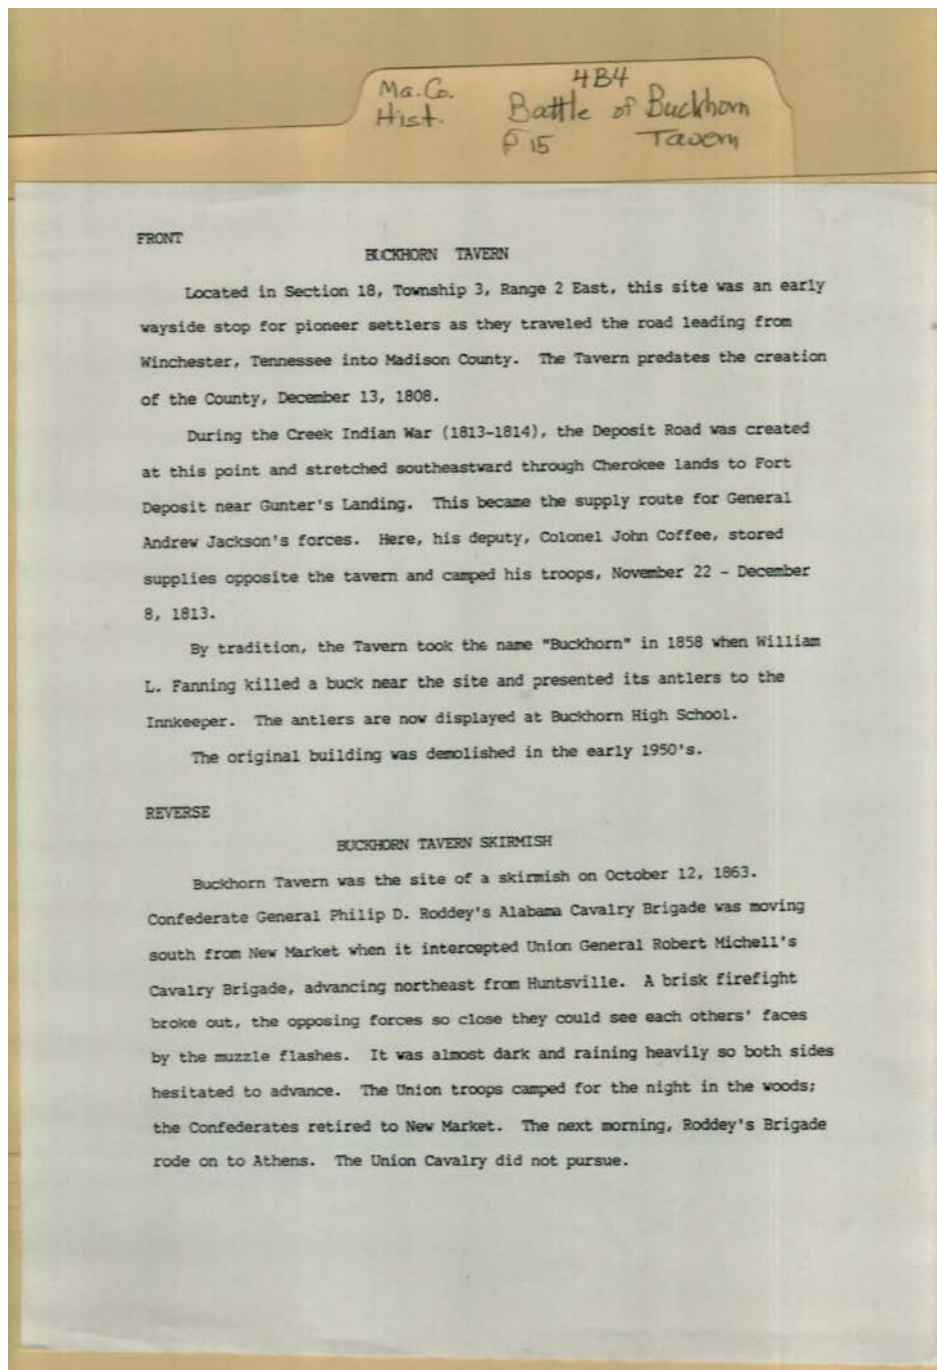 4B4
Ma.Co. Battle of Buckhorn
Hist. F15 Tavern
FRONT
BUCKHORN TAVERN
Located in Section 18, Township 3, Range 2 East, this site was an early
wayside stop for pioneer settlers as they traveled the road leading from
Winchester, Tennessee into Madison County. The Tavern predates the creation
of the County, December 13, 1808.
During the Creek Indian War (1813-1814), the Deposit Road was created
at this point and stretched southeastward through Cherokee lands to Fort
Deposit near Gunter's Landing. This became the supply route for General
Andrew Jackson's forces. Here, his deputy, Colonel John Coffee, stored
supplies opposite the tavern and camped his troops, November 22 - December
8, 1813.
By tradition, the Tavern took the name "Buckhorn" in 1858 when William
L. Fanning killed a buck near the site and presented its antlers to the
Innkeeper. The antlers are now displayed at Buckhorn High School.
The original building was demolished in the early 1950's.
REVERSE
BUCKHORN TAVERN SKIRMISH
Buckhorn Tavern was the site of a skirmish on October 12, 1863.
Confederate General Philip D. Roddey's Alabama Cavalry Brigade was moving
south from New Market when it intercepted Union General Robert Michell's
Cavalry Brigade, advancing northeast from Huntsville. A brisk firefight
broke out, the opposing forces so close they could see each others' faces
by the muzzle flashes. It was almost dark and raining heavily so both sides
hesitated to advance. The Union troops camped for the night in the woods;
the Confederates retired to New Market. The next morning, Roddey's Brigade
rode on to Athens. The Union Cavalry did not pursue.